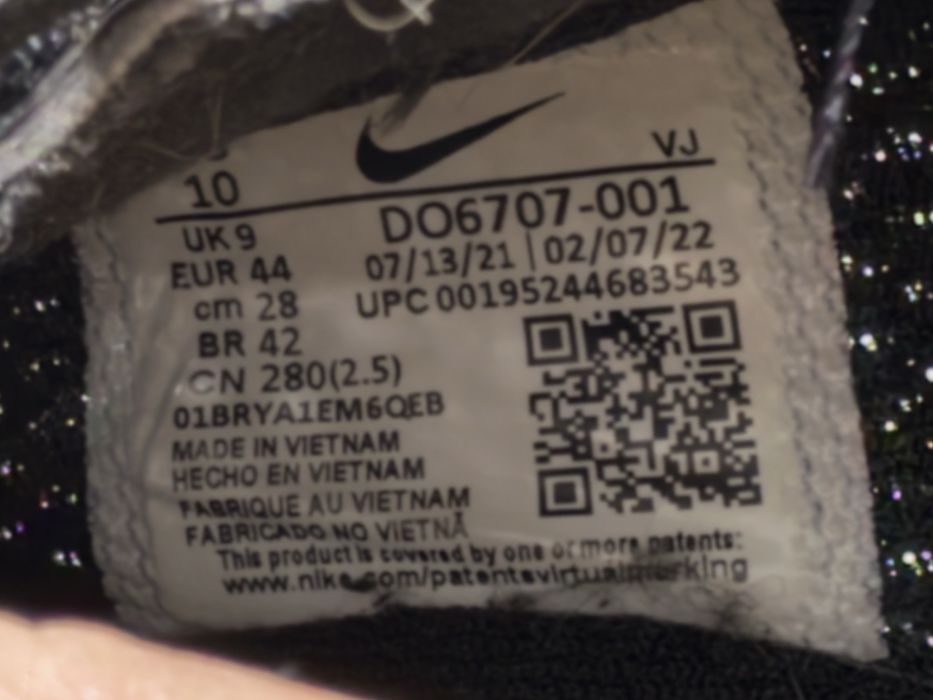 VJ
10
DO6707-001
UK 9
07/13/21 | 02/07/22
EUR 44
UPC 00195244683543
cm 28
BR 42
CN 280(2.5)
01BRYA1EM6QEB
MADE IN VIETNAM
HECHO EN VIETNAM
FABRIQUE AU VIETNAM
FABRICADO NO VIETNÃ
This product is covered by one or more patents:
www.nike.com/patentsvirtualmarking